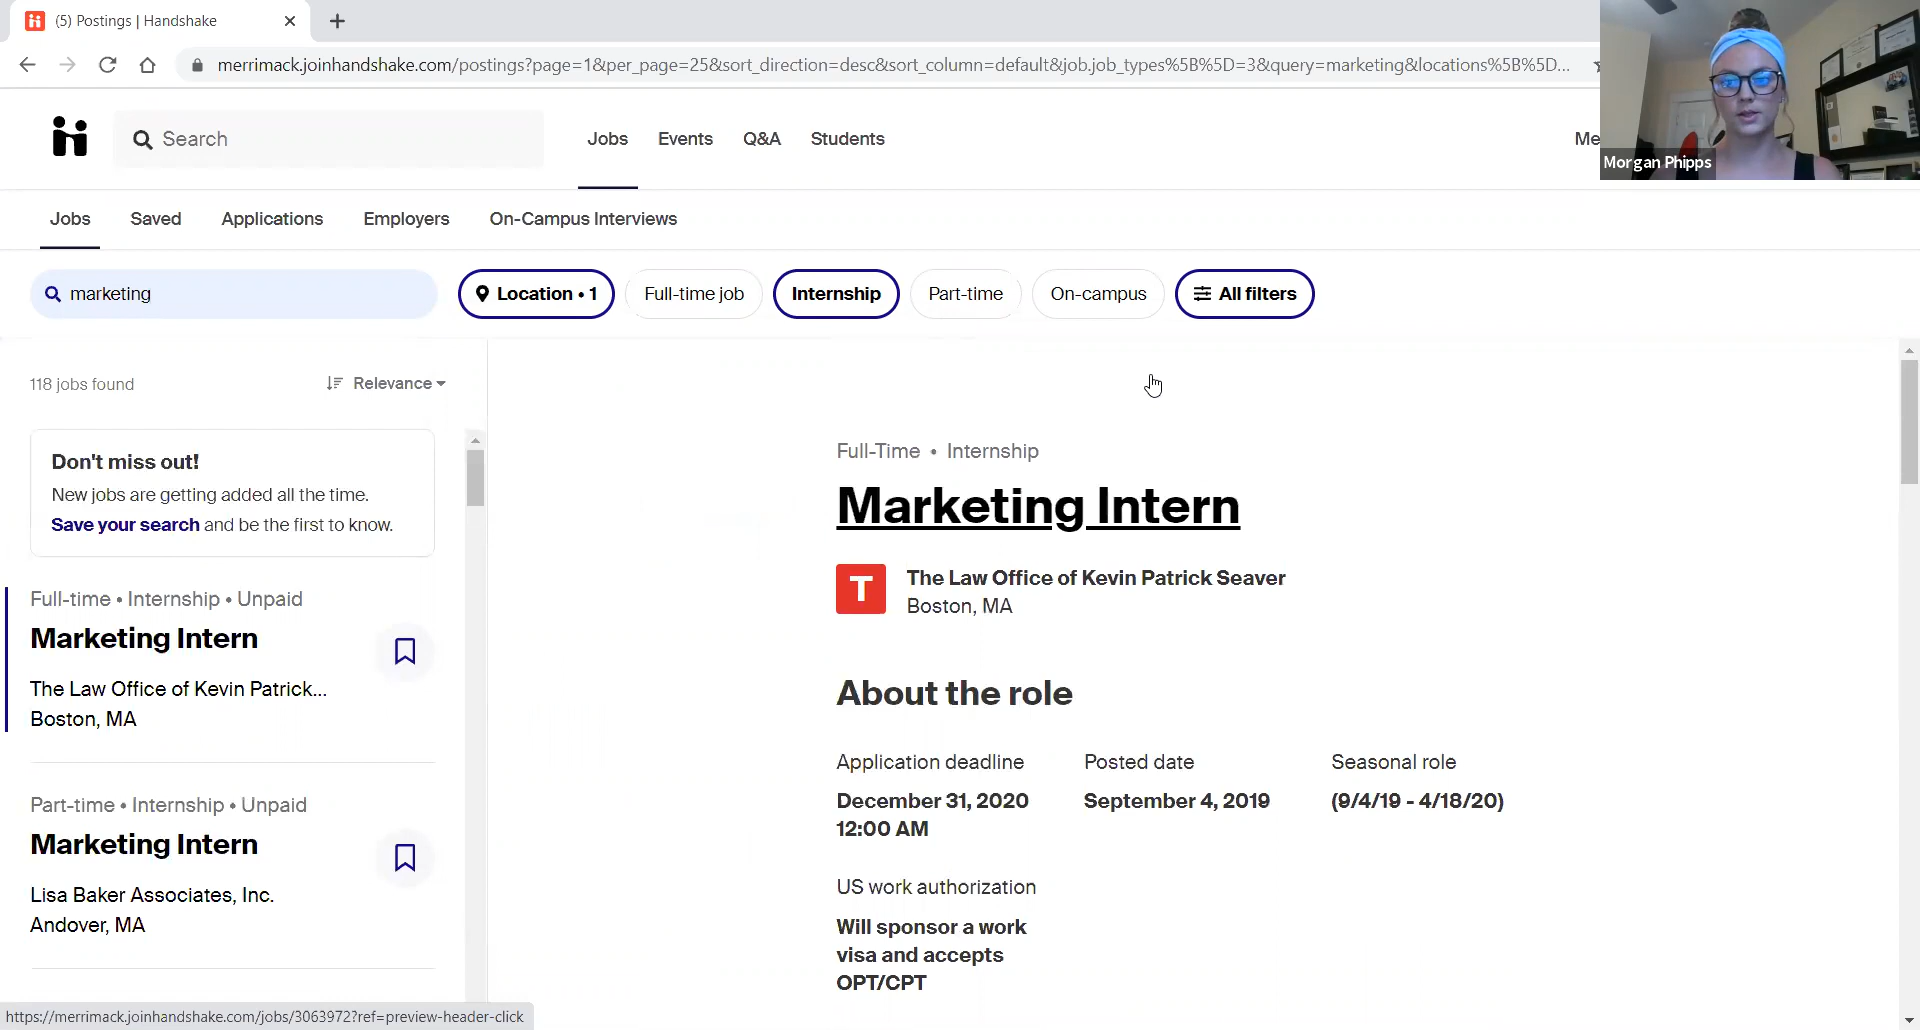 (5) Postings | Handshake
merrimack.joinhandshake.com/postings?page=1&per_page=25&sort_direction=desc&sort_column=default&job.job_types%5B%5D=3&query=marketing&locations%5B%5D...
Search
Jobs
Events
Q&A
Students
Me
Morgan Phipps
Jobs
Saved
Applications
Employers
On-Campus Interviews
marketing
Location • 1
Full-time job
Internship
Part-time
On-campus
All filters
118 jobs found
Relevance
Don't miss out!
New jobs are getting added all the time.
Save your search and be the first to know.
Full-time • Internship • Unpaid
Marketing Intern
The Law Office of Kevin Patrick...
Boston, MA
Part-time • Internship • Unpaid
Marketing Intern
Lisa Baker Associates, Inc.
Andover, MA
Full-Time • Internship
Marketing Intern
T
The Law Office of Kevin Patrick Seaver
Boston, MA
About the role
Application deadline
December 31, 2020
12:00 AM
Posted date
September 4, 2019
Seasonal role
(9/4/19 - 4/18/20)
US work authorization
Will sponsor a work
visa and accepts
OPT/CPT
https://merrimack.joinhandshake.com/jobs/3063972?ref=preview-header-click